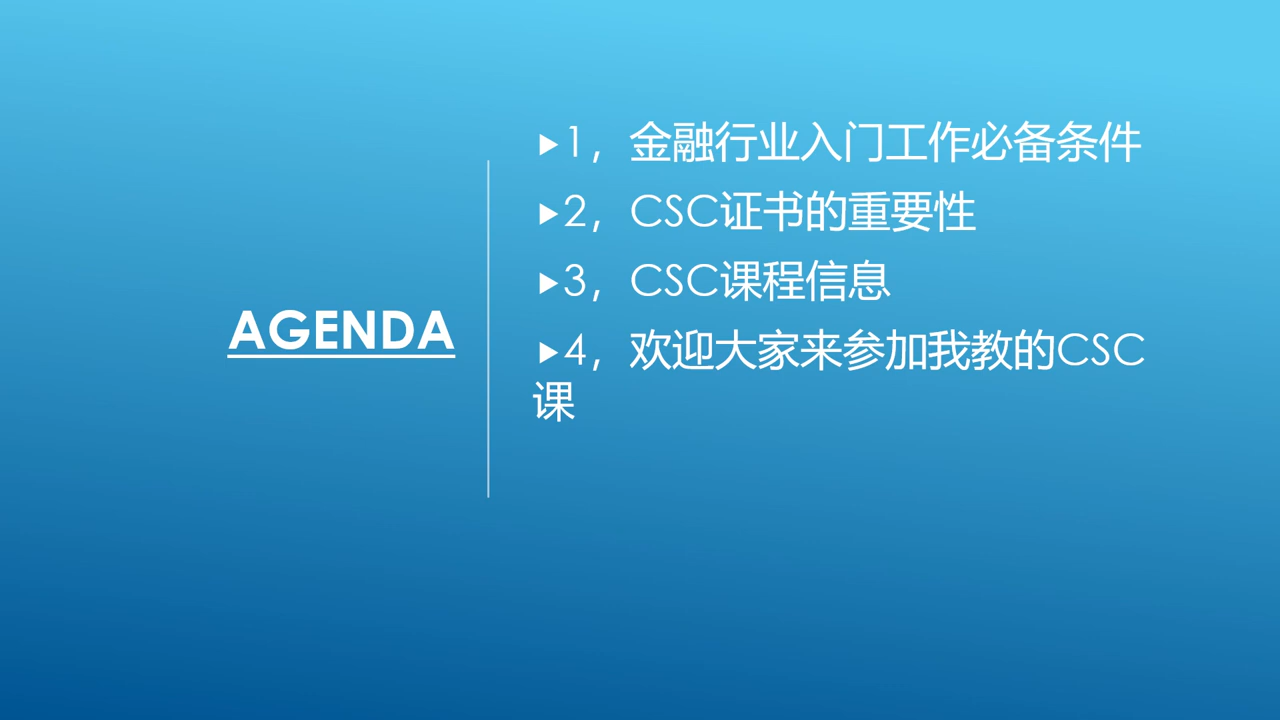 AGENDA
▶1，金融行业入门工作必备条件
▶2，CSC证书的重要性
▶3，CSC课程信息
▶4，欢迎大家来参加我教的CSC
课